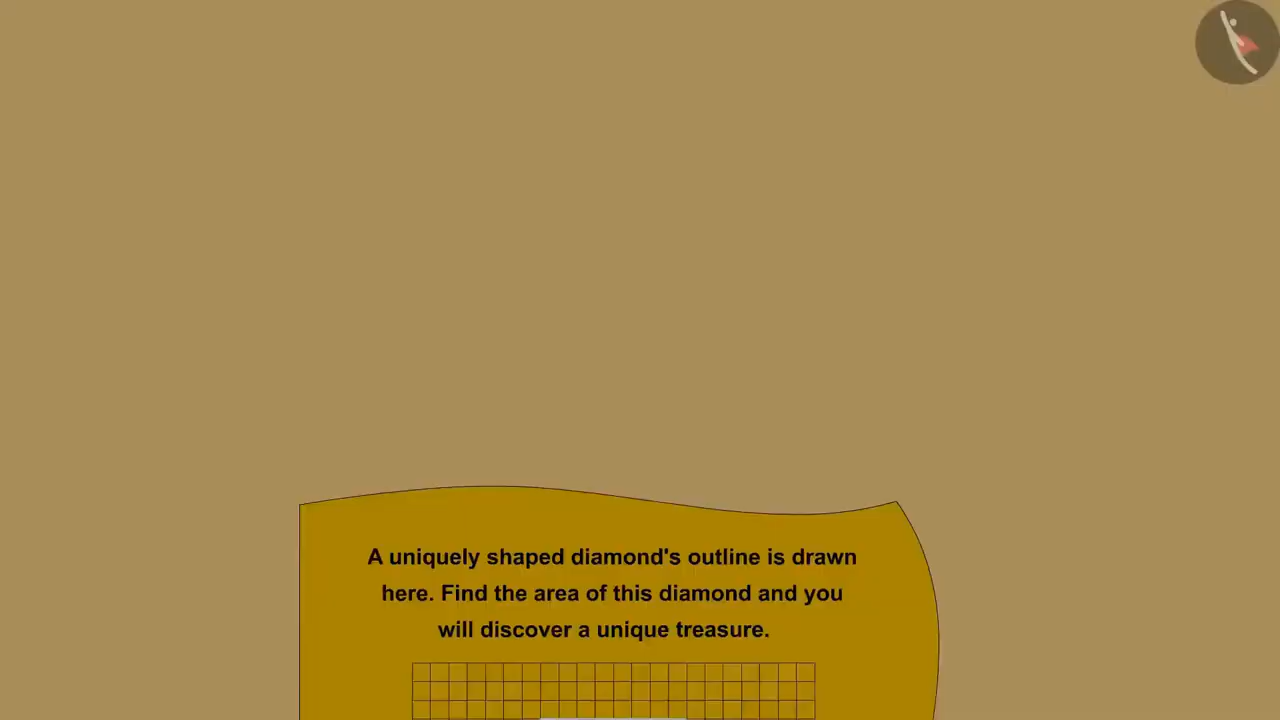 A uniquely shaped diamond's outline is drawn
here. Find the area of this diamond and you
will discover a unique treasure.